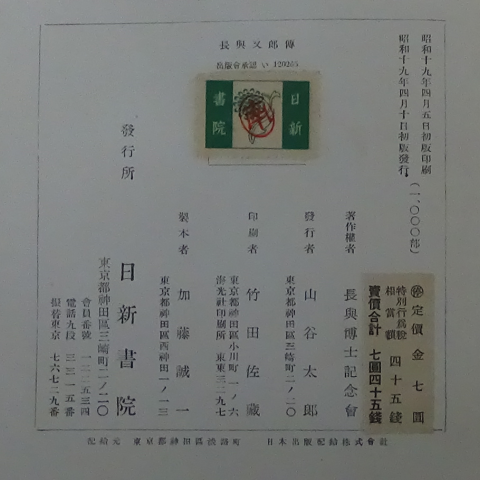 長與又郎傳
出版會承認 い 120265
日新
書院
昭和十九年四月五日初版印刷
昭和十九年四月十日初版發行 (一、〇〇〇部)
定價金七圓
特別行爲稅相當額 四十五錢
賣價合計 七圓四十五錢
著作權者 長與博士記念會
東京都神田區三崎町二ノ二〇
發行者 山谷太郎
東京都神田區小川町一ノ六
海光社印刷所 東東三二九七
印刷者 竹田佐藏
東京都神田區西神田一ノ一三
製本者 加藤誠一
發行所 日新書院
東京都神田區三崎町二ノ二〇
會員番號 一二二五三四
電話九段 三三一五番
振替東京 七六七二九番
配給元 東京都神田區淡路町 日本出版配給株式會社